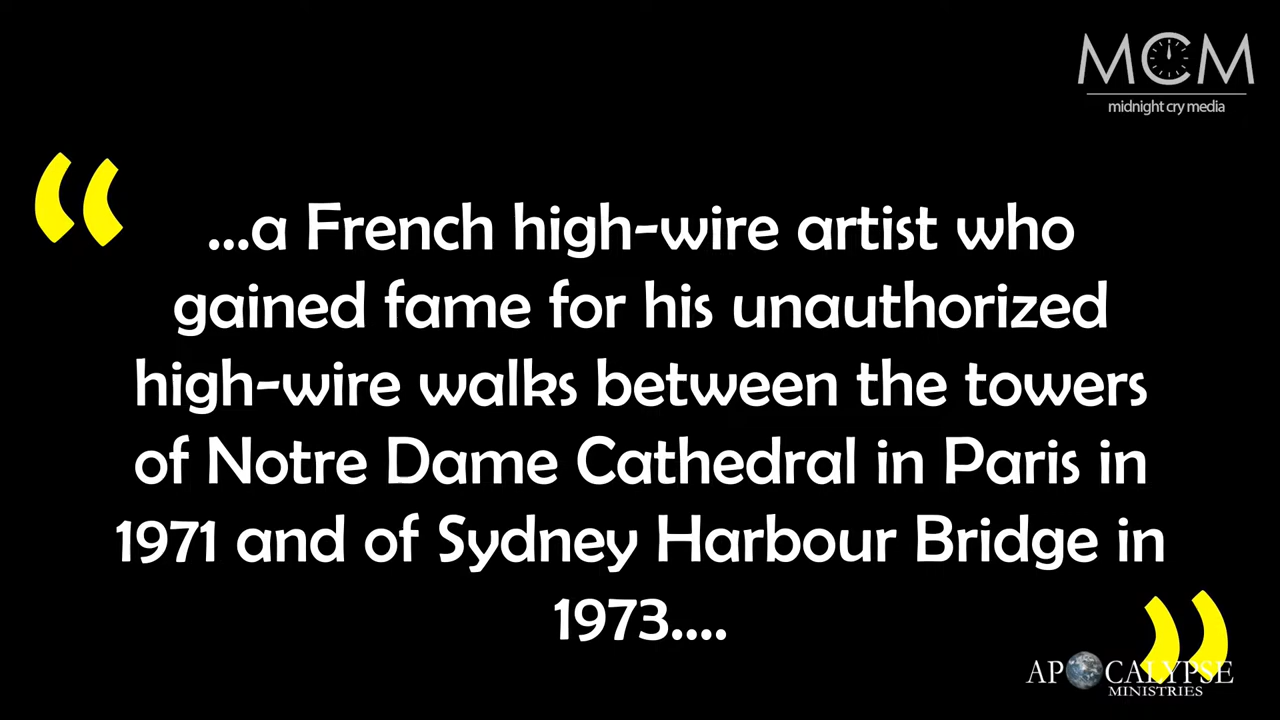 MCM
midnight cry media
“
...a French high-wire artist who
gained fame for his unauthorized
high-wire walks between the towers
of Notre Dame Cathedral in Paris in
1971 and of Sydney Harbour Bridge in
1973....
”
APOCALYPSE
MINISTRIES